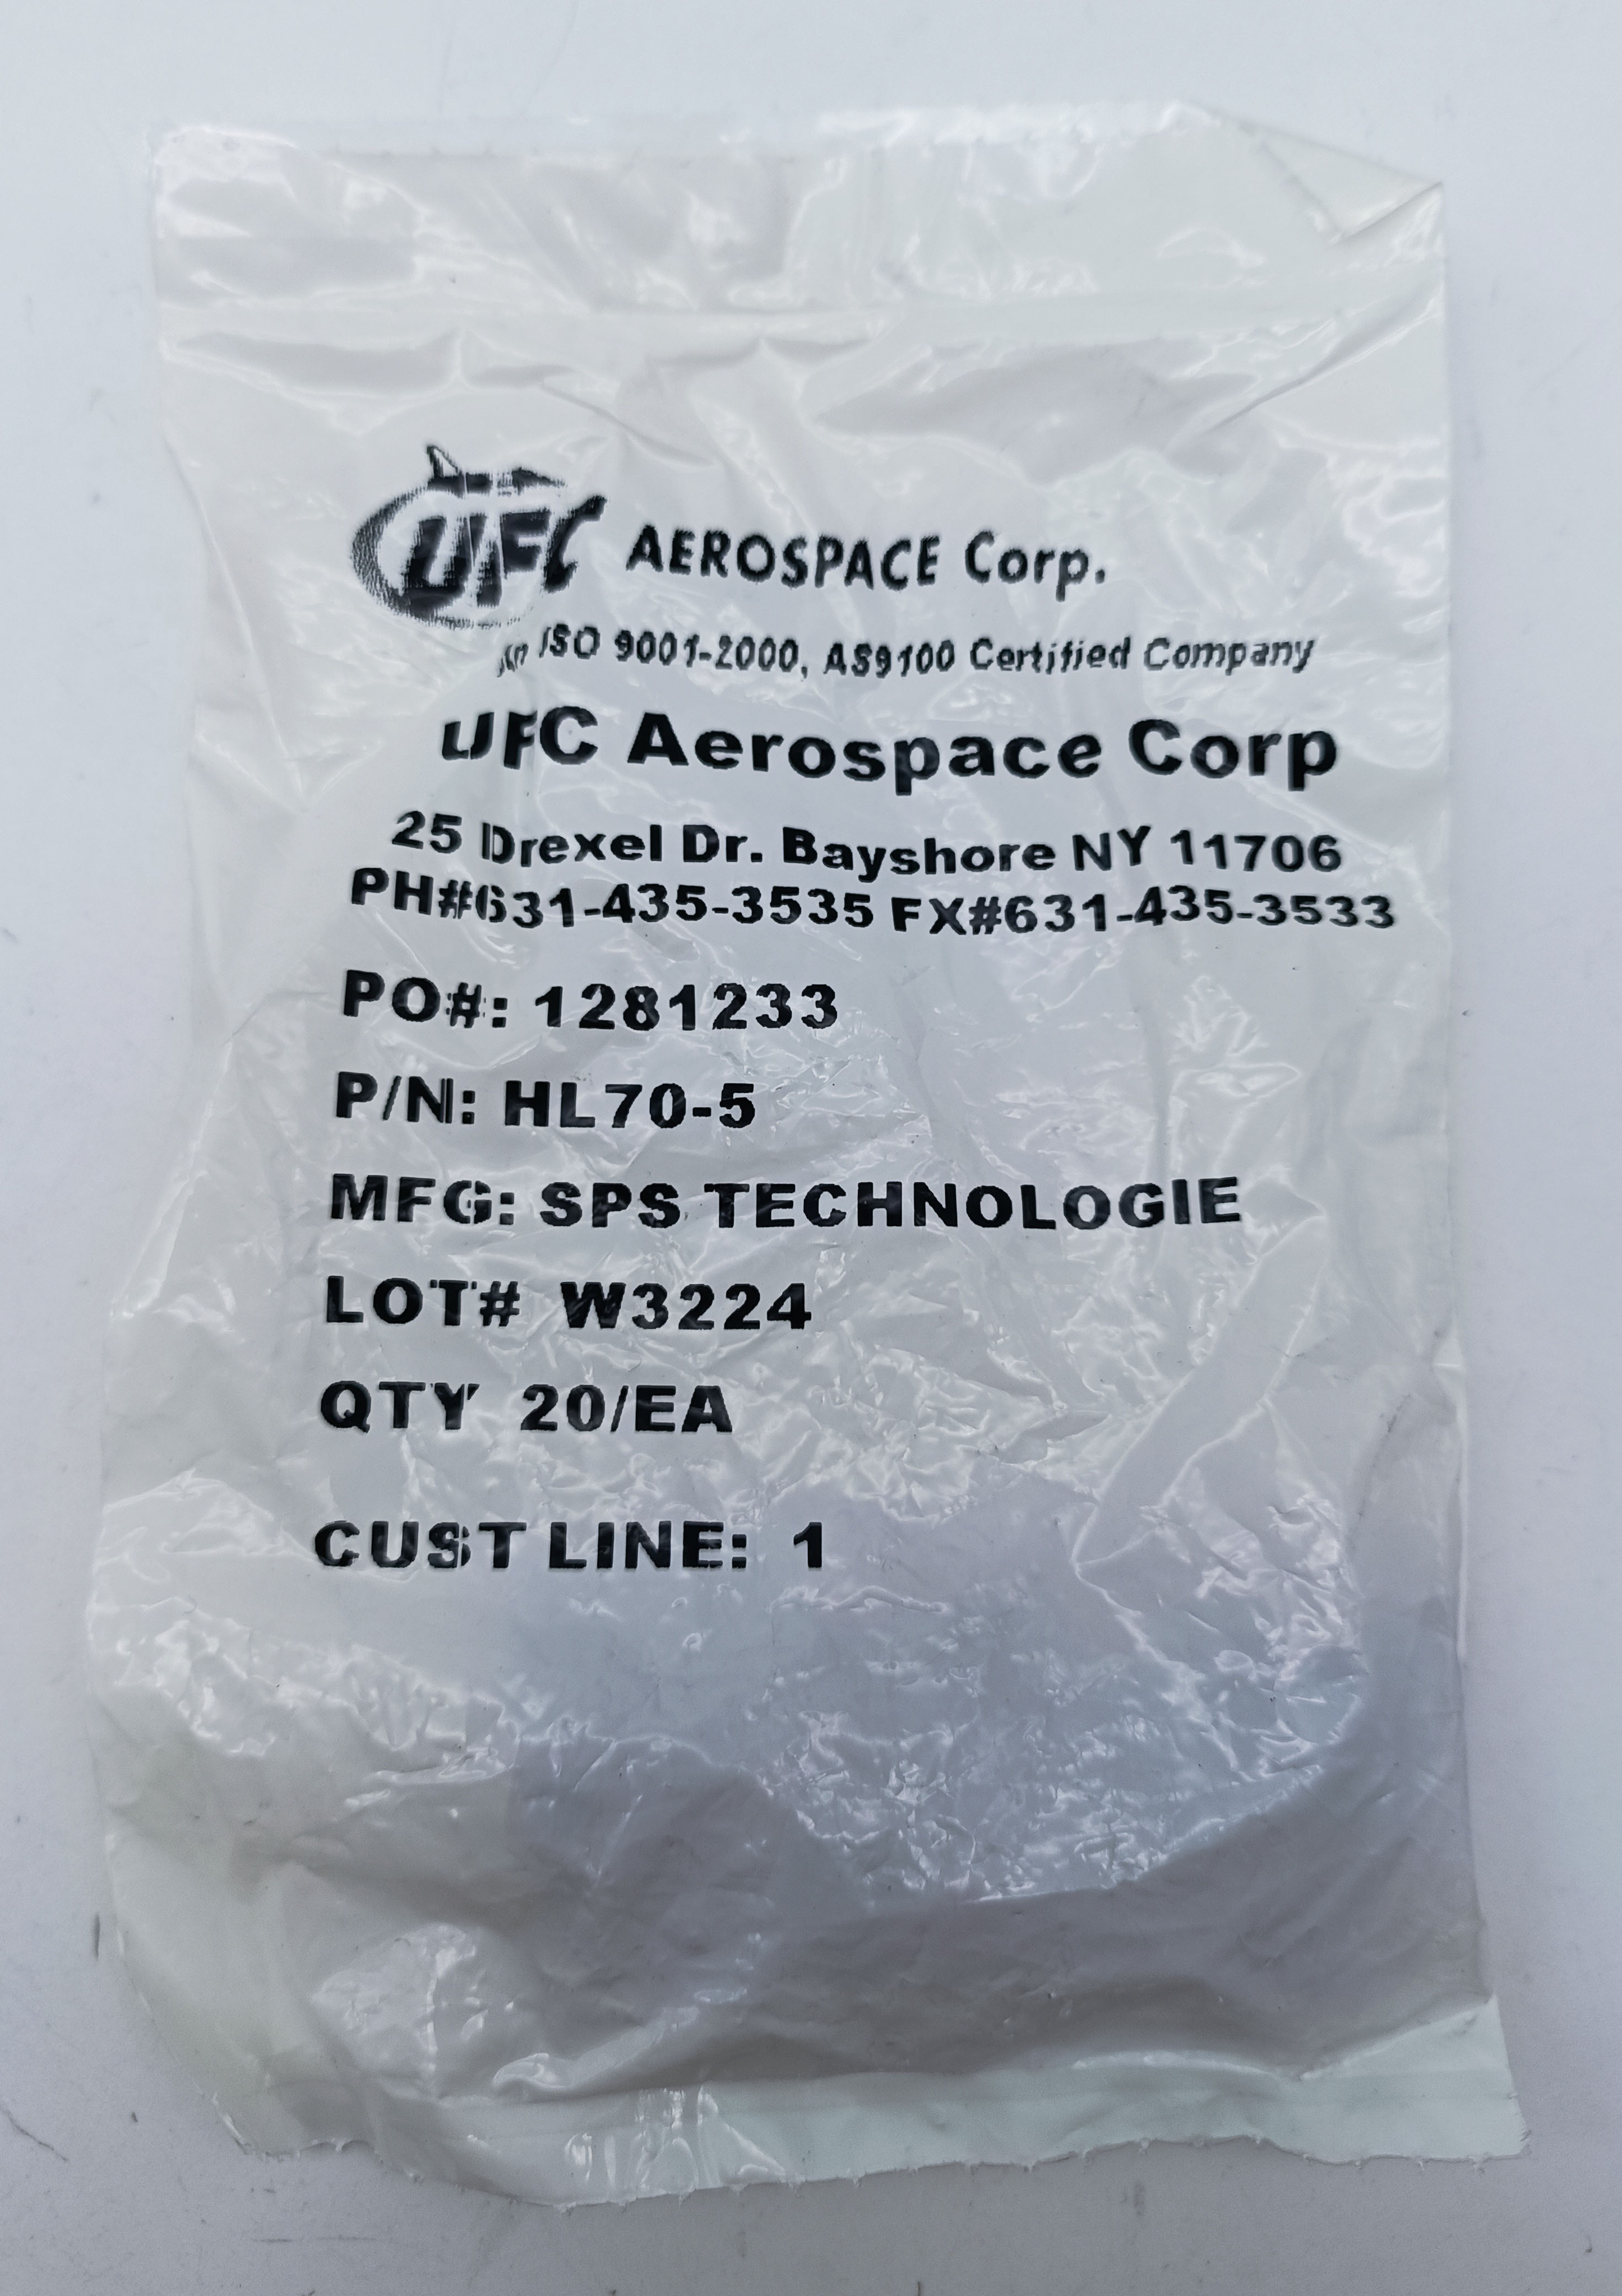 UFC AEROSPACE Corp.
An ISO 9001-2000, AS9100 Certified Company
UFC Aerospace Corp
25 Drexel Dr. Bayshore NY 11706
PH#631-435-3535 FX#631-435-3533
PO#: 1281233
P/N: HL70-5
MFG: SPS TECHNOLOGIE
LOT# W3224
QTY 20/EA
CUST LINE: 1